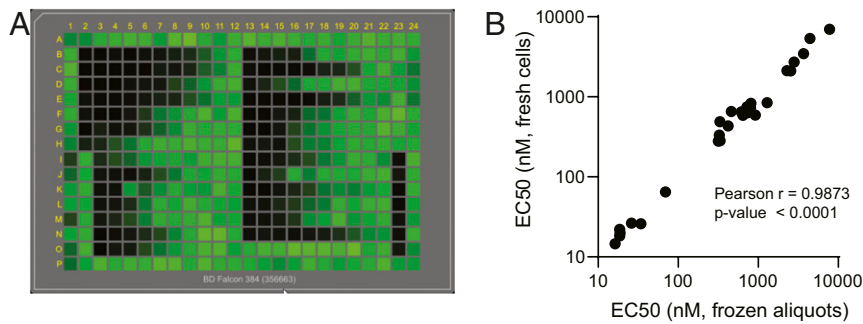 A
1 2 3 4 5 6 7 8 9 10 11 12 13 14 15 16 17 18 19 20 21 22 23 24
A
B
C
D
E
F
G
H
I
J
K
L
M
N
O
P
BD Falcon 384 (356663)
B
EC50 (nM, fresh cells)
10000
1000
100
10
Pearson r = 0.9873
p-value < 0.0001
10 100 1000 10000
EC50 (nM, frozen aliquots)